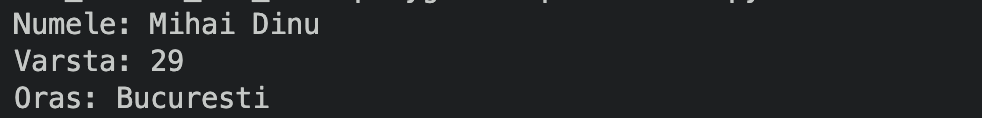 Numele: Mihai Dinu
Varsta: 29
Oras: Bucuresti